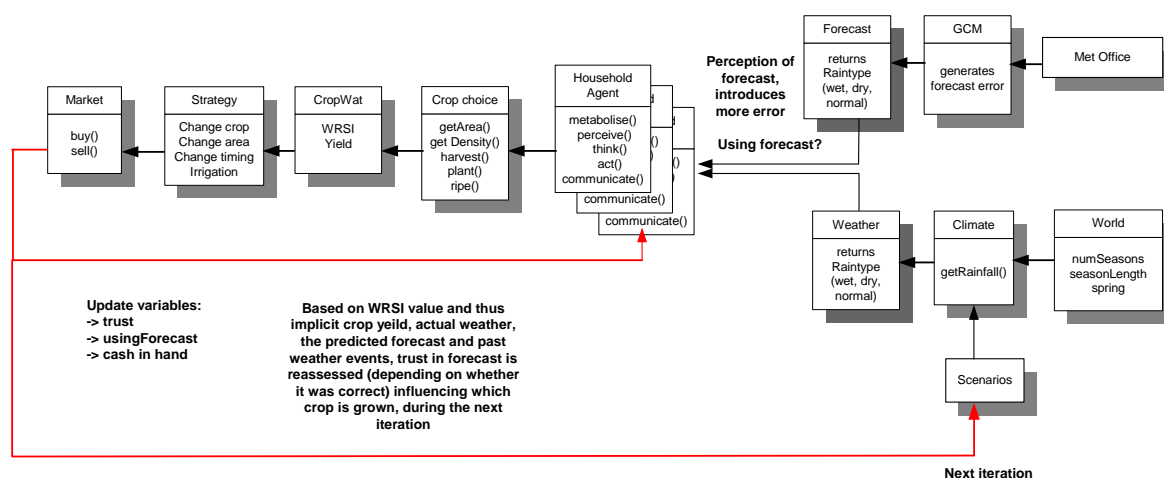 Market
buy()
sell()
Strategy
Change crop
Change area
Change timing
Irrigation
CropWat
WRSI
Yield
Crop choice
getArea()
get Density()
harvest()
plant()
ripe()
Household
Agent
metabolise()
perceive()
think()
act()
communicate()
d
()
()
communicate()
d
()
()
communicate()
Perception of
forecast,
introduces
more error
Using forecast?
Forecast
returns
Raintype
(wet, dry,
normal)
GCM
generates
forecast error
Met Office
Weather
returns
Raintype
(wet, dry,
normal)
Climate
getRainfall()
World
numSeasons
seasonLength
spring
Scenarios
Update variables:
-> trust
-> usingForecast
-> cash in hand
Based on WRSI value and thus
implicit crop yeild, actual weather,
the predicted forecast and past
weather events, trust in forecast is
reassessed (depending on whether
it was correct) influencing which
crop is grown, during the next
iteration
Next iteration